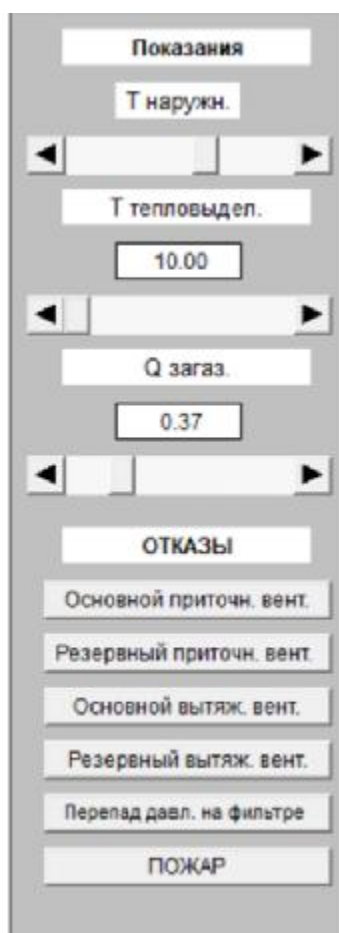 Показания
Т наружн.
Т тепловыдел.
10.00
Q загаз.
0.37
ОТКАЗЫ
Основной приточн. вент.
Резервный приточн. вент.
Основной вытяж. вент.
Резервный вытяж. вент.
Перепад давл. на фильтре
ПОЖАР